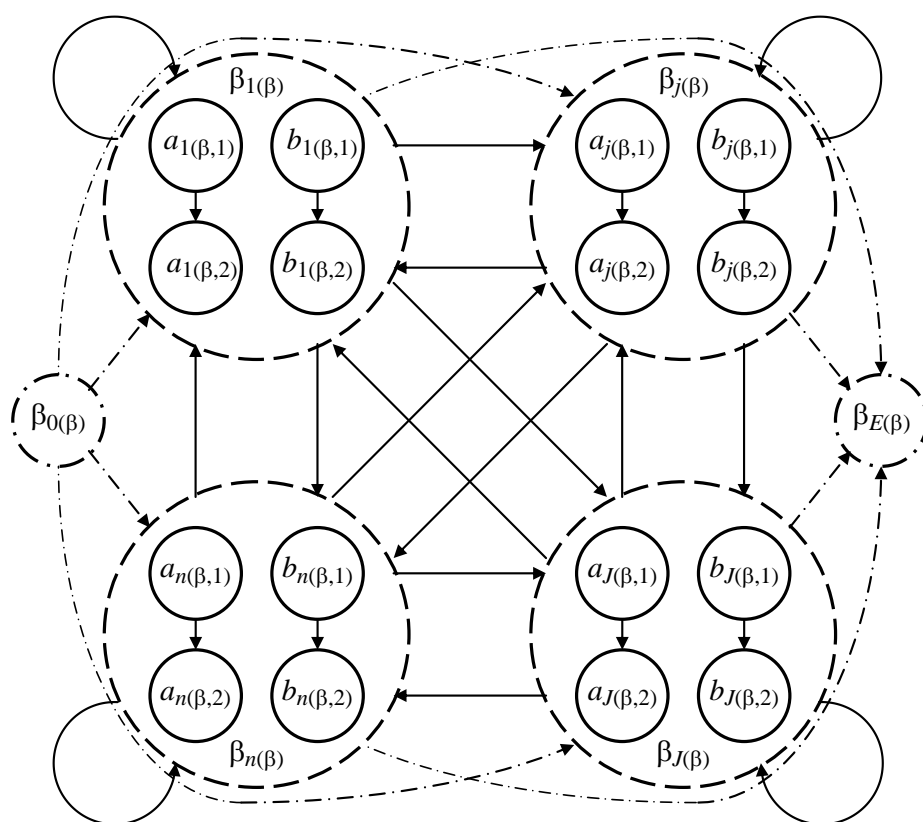 β1(β) βj(β)
a1(β,1) b1(β,1) aj(β,1) bj(β,1)
a1(β,2) b1(β,2) aj(β,2) bj(β,2)
β0(β) βE(β)
an(β,1) bn(β,1) aJ(β,1) bJ(β,1)
an(β,2) bn(β,2) aJ(β,2) bJ(β,2)
βn(β) βJ(β)